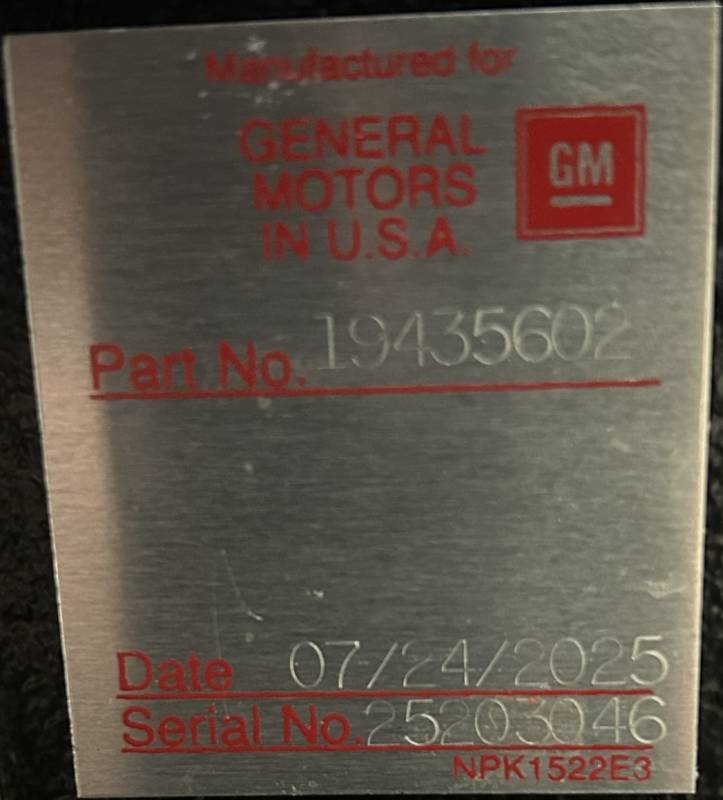 Manufactured for
GENERAL
MOTORS
IN U.S.A.
GM
Part No. 19435602
Date 07/24/2025
Serial No. 25203046
NPK1522E3